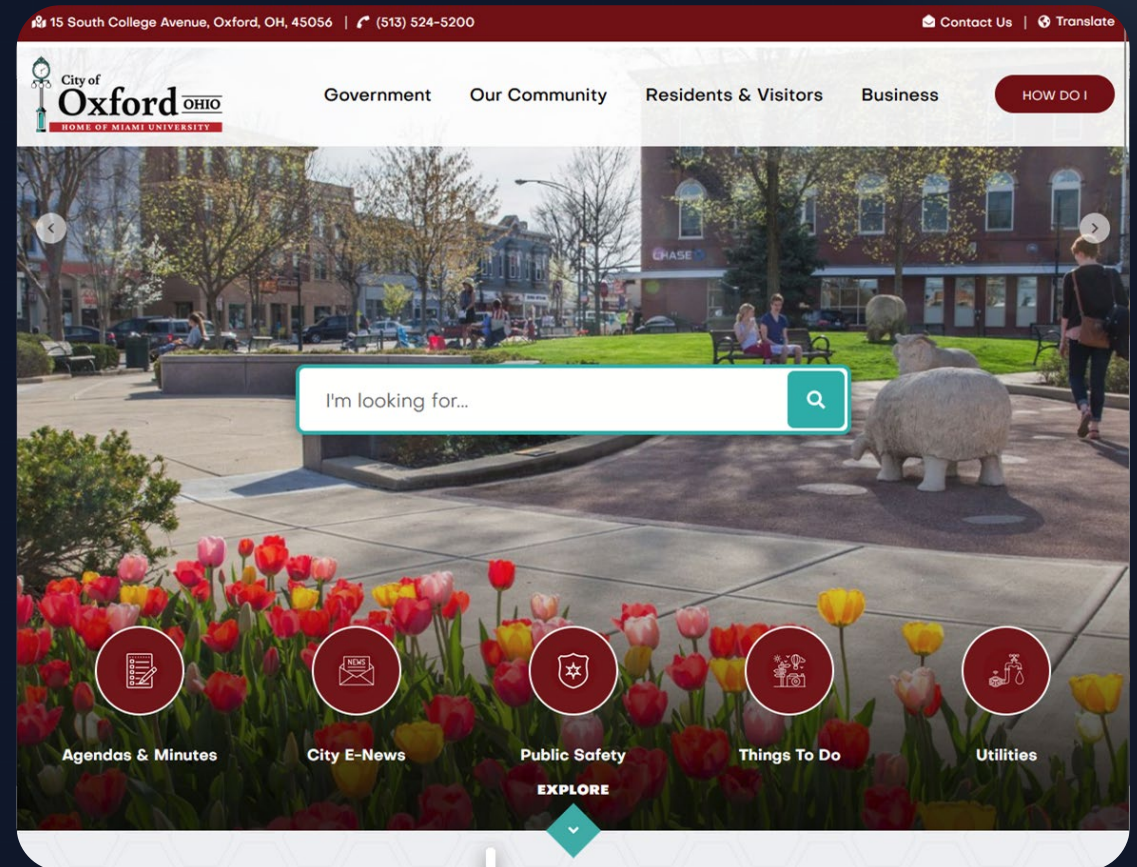 15 South College Avenue, Oxford, OH, 45056 | (513) 524-5200 Contact Us | Translate
City of
Oxford OHIO
HOME OF MIAMI UNIVERSITY
Government Our Community Residents & Visitors Business HOW DO I
CHASE
I'm looking for...
NEWS
Agendas & Minutes City E-News Public Safety Things To Do Utilities
EXPLORE